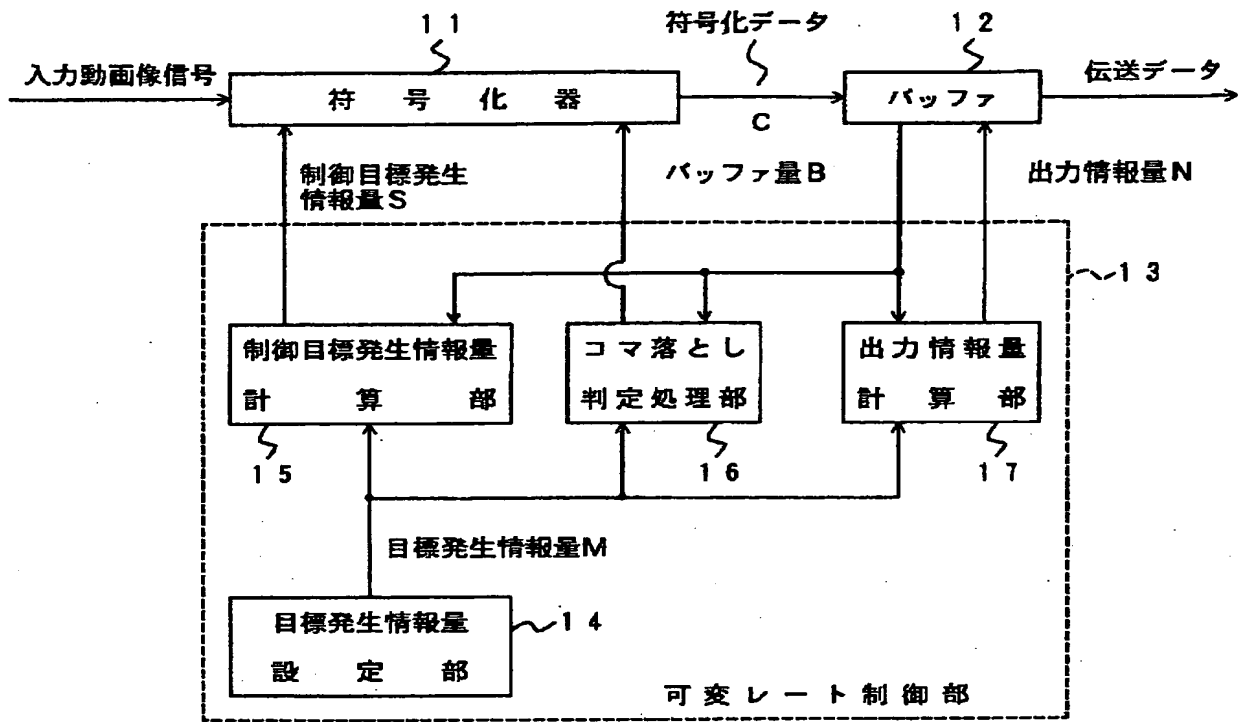 11
符号化データ
12
入力動画像信号
符号化器
バッファ
伝送データ
C
制御目標発生
情報量S
バッファ量B
出力情報量N
13
制御目標発生情報量
計算部
コマ落とし
判定処理部
出力情報量
計算部
15
16
17
目標発生情報量M
目標発生情報量
設定部
14
可変レート制御部